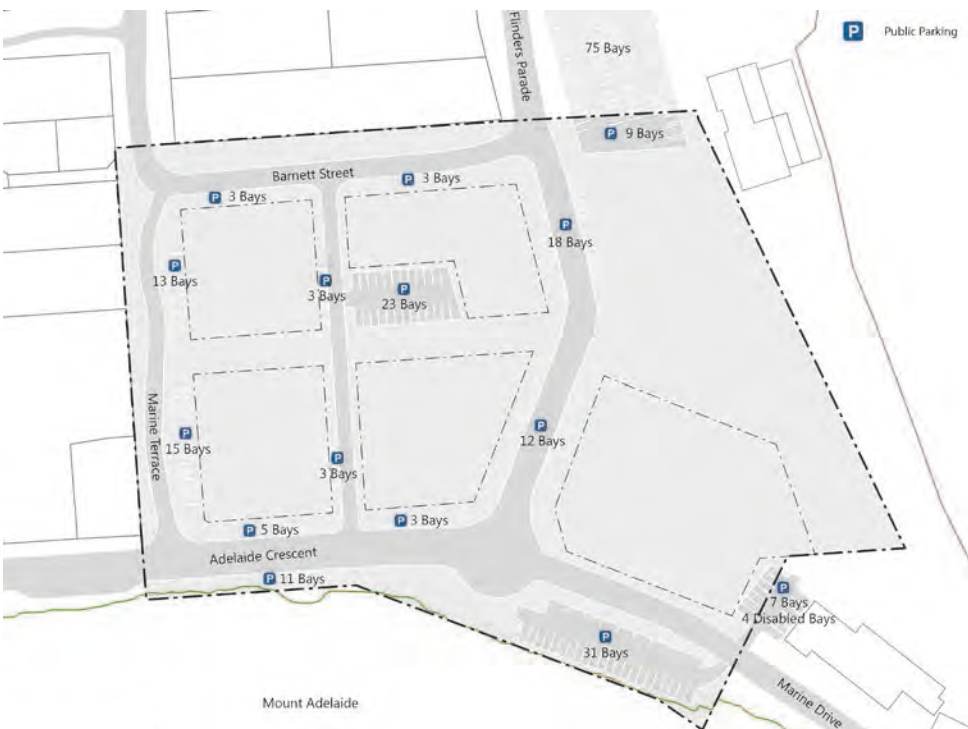 Flinders Parade
75 Bays
P Public Parking
P 9 Bays
Barnett Street
P 3 Bays
P 3 Bays
P
18 Bays
P
13 Bays
P
3 Bays
P
23 Bays
Marine Terrace
P
15 Bays
P
3 Bays
P
12 Bays
P 5 Bays
P 3 Bays
Adelaide Crescent
P 11 Bays
P
7 Bays
4 Disabled Bays
P
31 Bays
Marine Drive
Mount Adelaide